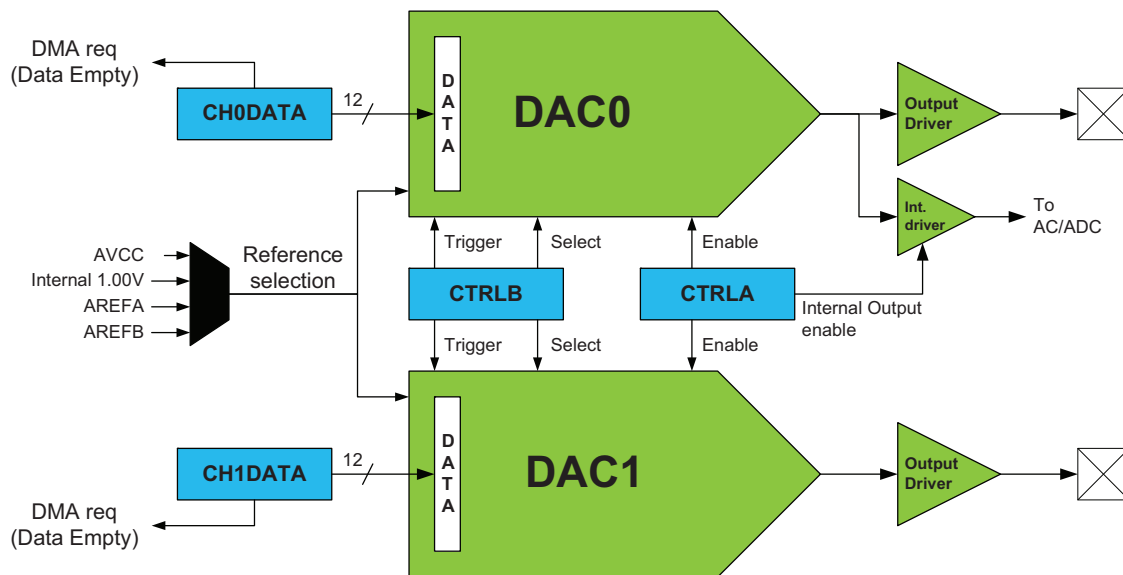 DMA req
(Data Empty)
CH0DATA
12
DATA
DAC0
Output
Driver
Int.
driver
To
AC/ADC
Trigger
Select
Enable
AVCC
Internal 1.00V
AREFA
AREFB
Reference
selection
CTRLB
CTRLA
Internal Output
enable
Trigger
Select
Enable
CH1DATA
12
DATA
DAC1
Output
Driver
DMA req
(Data Empty)